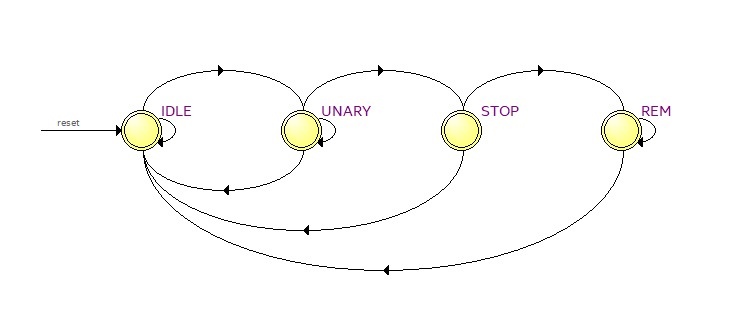 IDLE
UNARY
STOP
REM
reset